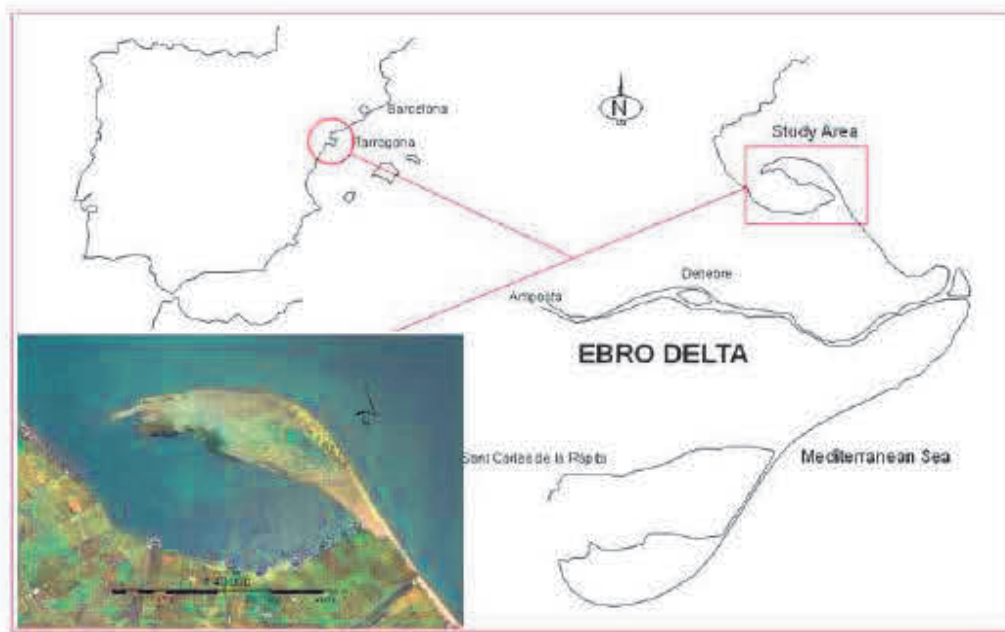 Barcelona
Tarragona
N
Study Area
Deltebre
Amposta
EBRO DELTA
Sant Carles de la Ràpita
Mediterranean Sea